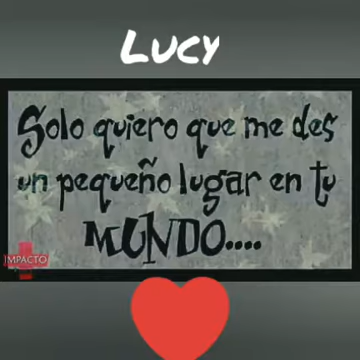 Lucy
Solo quiero que me des
un pequeño lugar en tu
MUNDO....
IMPACTO